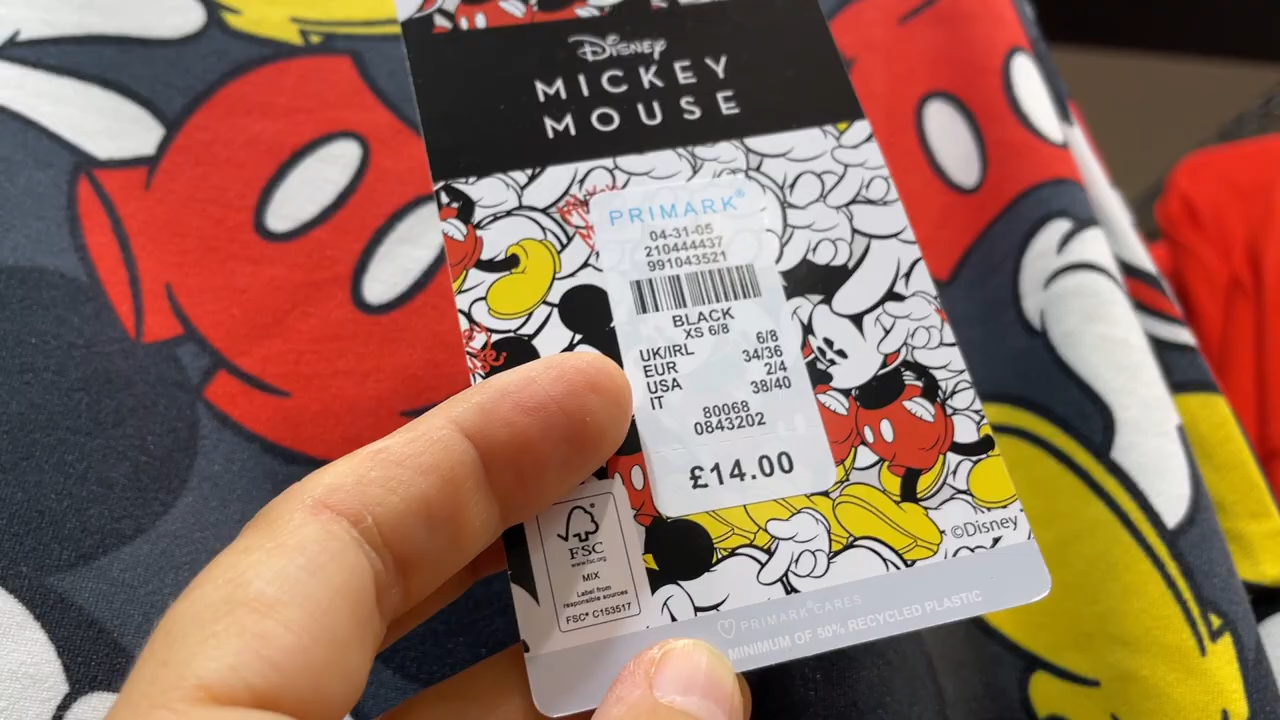 Disney
MICKEY
MOUSE
PRIMARK®
04-31-05
210444437
991043521
BLACK
XS 6/8
UK/IRL 6/8
EUR 34/36
USA 2/4
IT 38/40
80068
0843202
£14.00
©Disney
FSC
www.fsc.org
MIX
Label from
responsible sources
FSC® C153517
PRIMARK®CARES
MINIMUM OF 50% RECYCLED PLASTIC